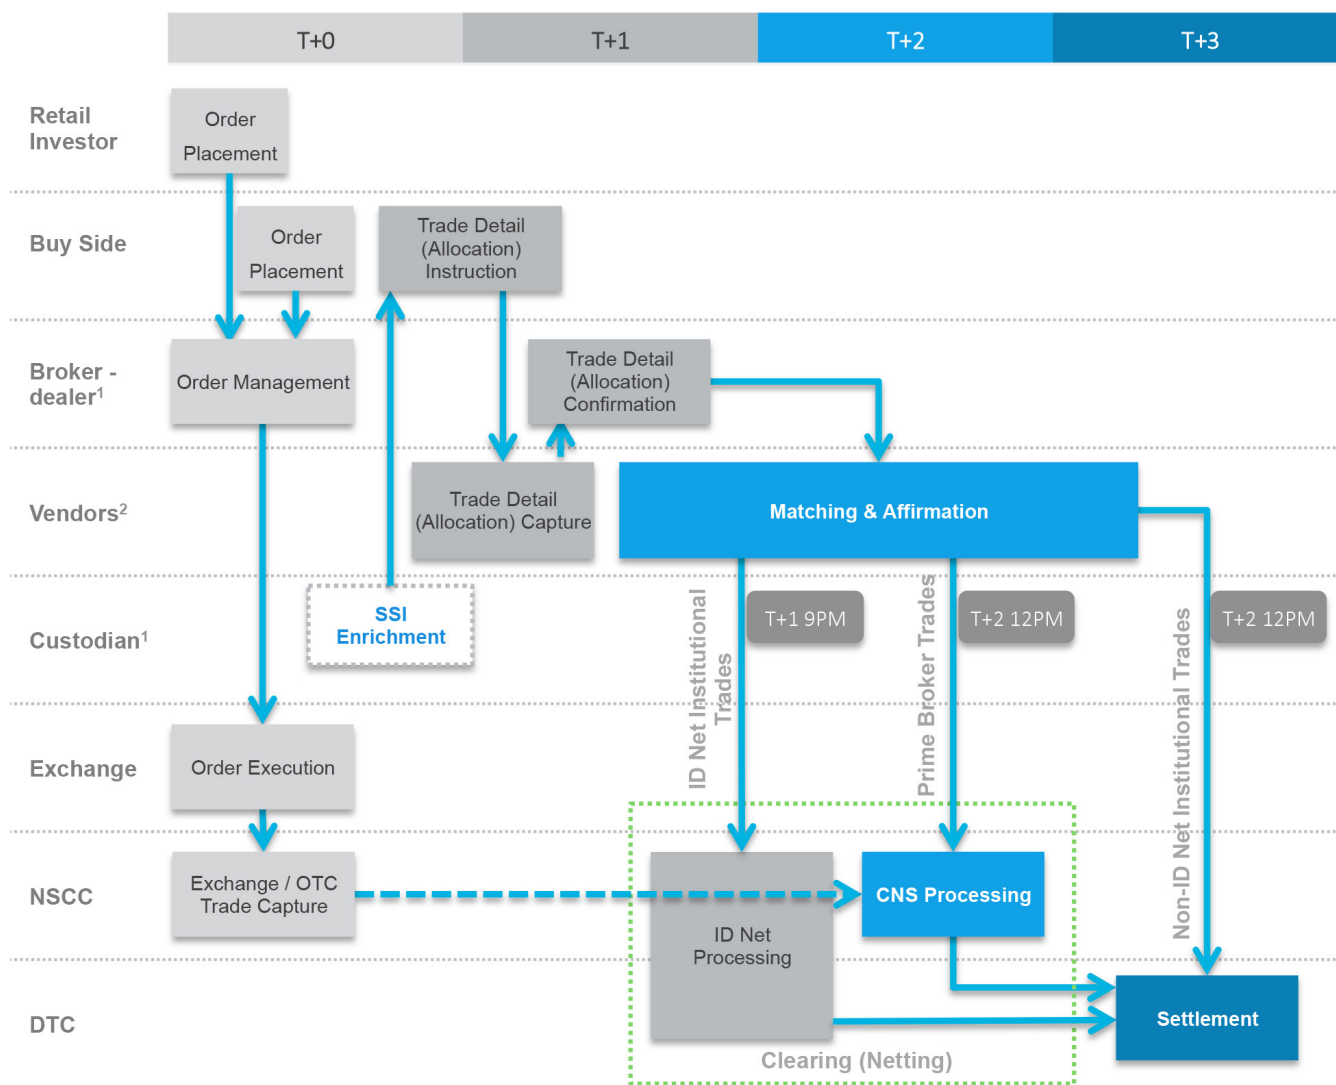 T+0
T+1
T+2
T+3
Retail
Investor
Order
Placement
Buy Side
Order
Placement
Trade Detail
(Allocation)
Instruction
Broker -
dealer¹
Order Management
Trade Detail
(Allocation)
Confirmation
Vendors²
Trade Detail
(Allocation) Capture
Matching & Affirmation
Custodian¹
SSI
Enrichment
ID Net Institutional
Trades
T+1 9PM
Prime Broker Trades
T+2 12PM
Non-ID Net Institutional Trades
T+2 12PM
Exchange
Order Execution
NSCC
Exchange / OTC
Trade Capture
ID Net
Processing
CNS Processing
DTC
Settlement
Clearing (Netting)